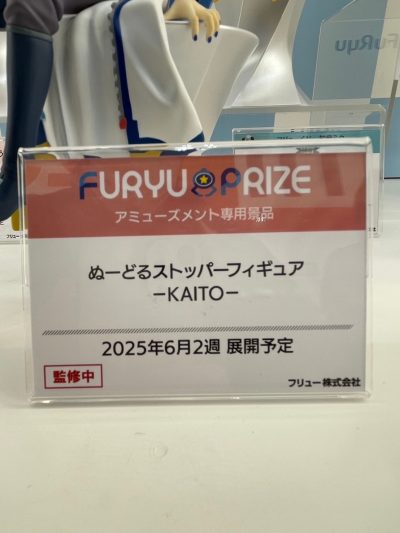 FuRyu
FURYU PRIZE
アミューズメント専用景品
ぬーどるストッパーフィギュア
－KAITO－
2025年6月2週 展開予定
監修中
フリュー株式会社